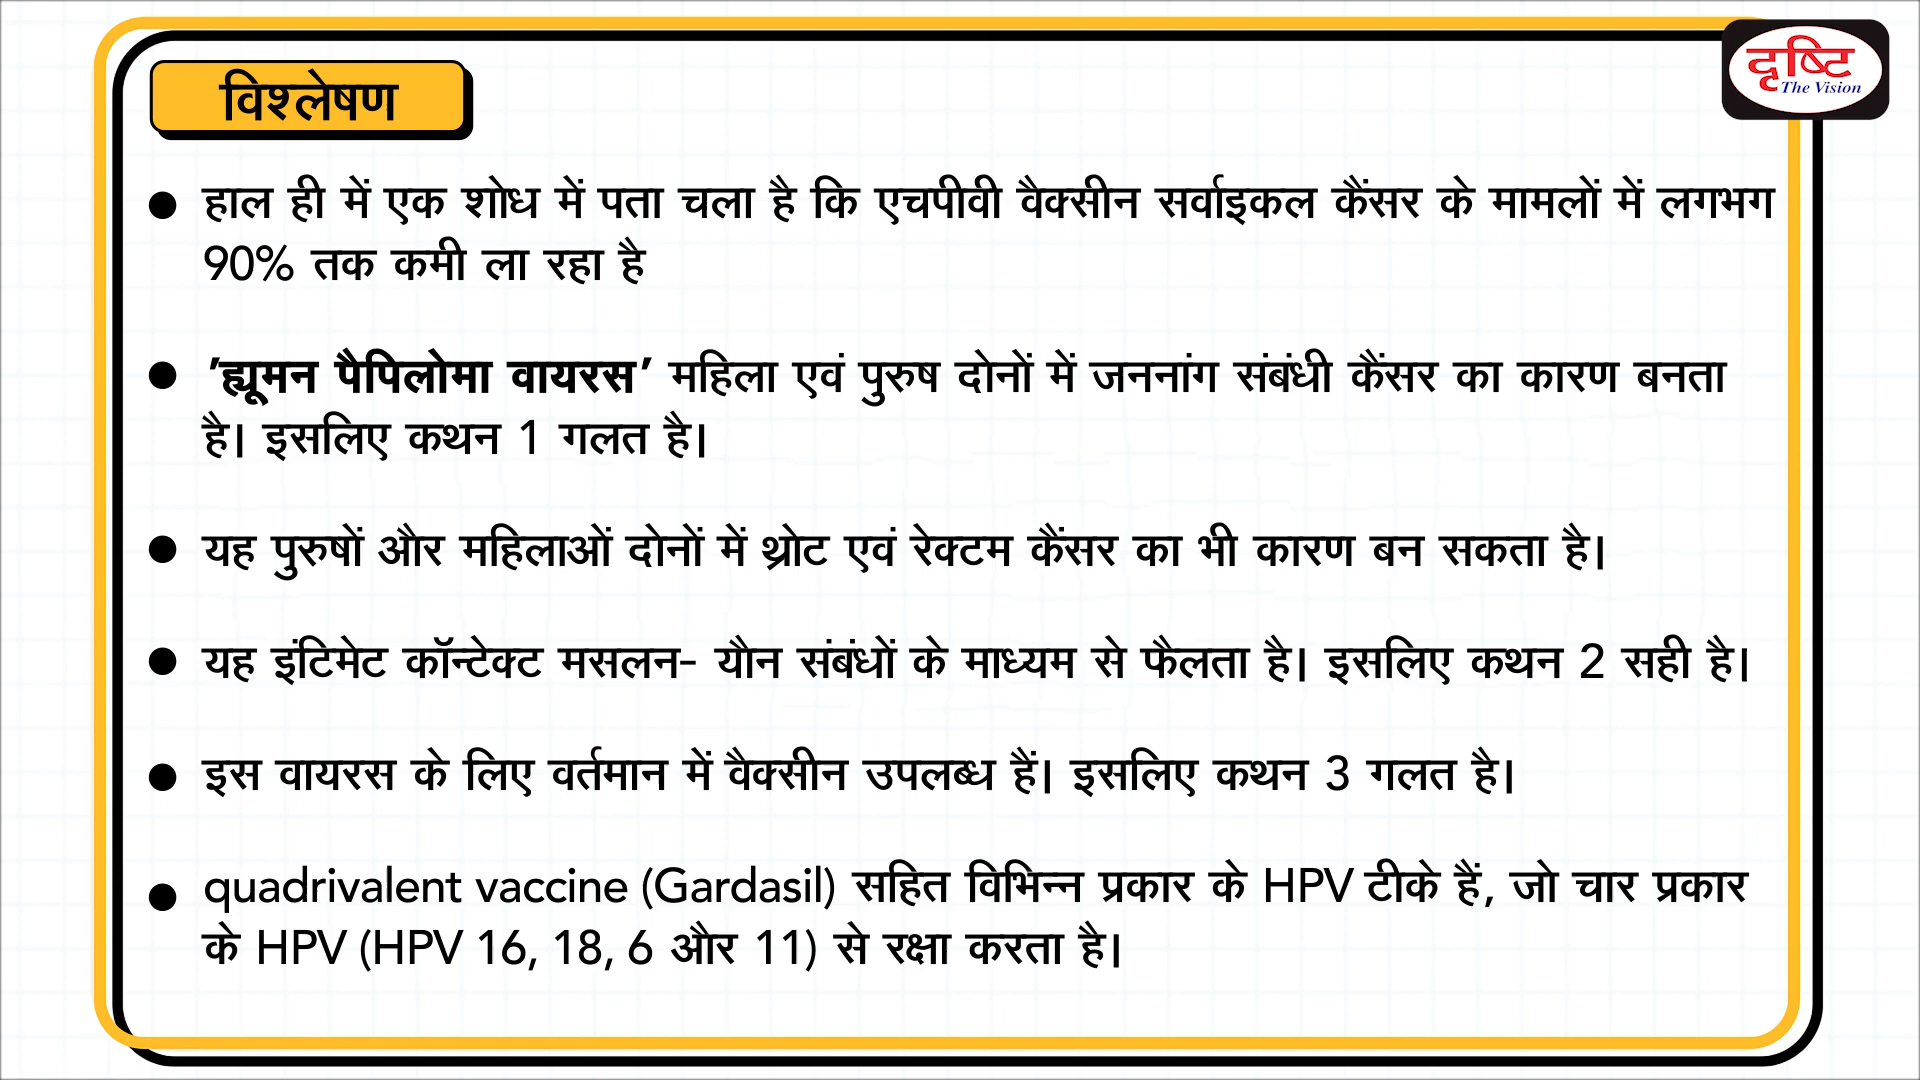 दृष्टि
The Vision
विश्लेषण
● हाल ही में एक शोध में पता चला है कि एचपीवी वैक्सीन सर्वाइकल कैंसर के मामलों में लगभग
90% तक कमी ला रहा है
● 'ह्यूमन पैपिलोमा वायरस' महिला एवं पुरुष दोनों में जननांग संबंधी कैंसर का कारण बनता
है। इसलिए कथन 1 गलत है।
● यह पुरुषों और महिलाओं दोनों में थ्रोट एवं रेक्टम कैंसर का भी कारण बन सकता है।
● यह इंटिमेट कॉन्टेक्ट मसलन- यौन संबंधों के माध्यम से फैलता है। इसलिए कथन 2 सही है।
● इस वायरस के लिए वर्तमान में वैक्सीन उपलब्ध हैं। इसलिए कथन 3 गलत है।
● quadrivalent vaccine (Gardasil) सहित विभिन्न प्रकार के HPV टीके हैं, जो चार प्रकार
के HPV (HPV 16, 18, 6 और 11) से रक्षा करता है।